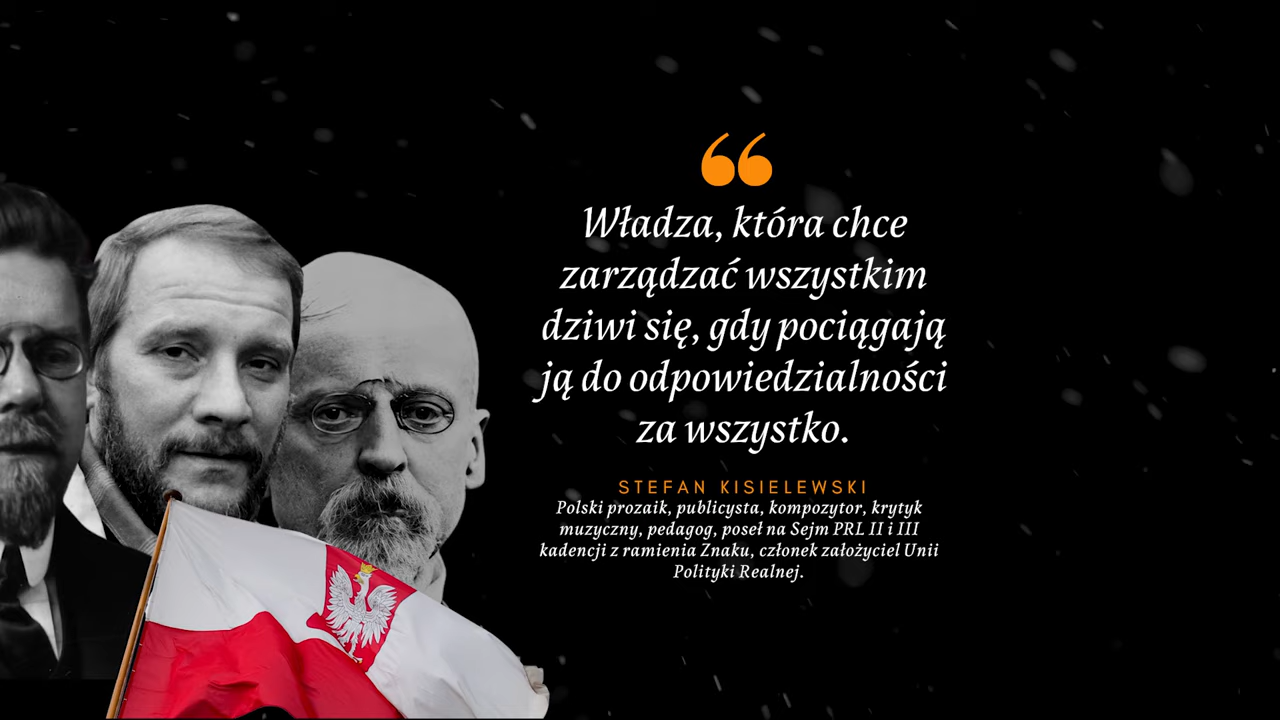 Władza, która chce
zarządzać wszystkim
dziwi się, gdy pociągają
ją do odpowiedzialności
za wszystko.
STEFAN KISIELEWSKI
Polski prozaik, publicysta, kompozytor, krytyk
muzyczny, pedagog, poseł na Sejm PRL II i III
kadencji z ramienia Znaku, członek założyciel Unii
Polityki Realnej.